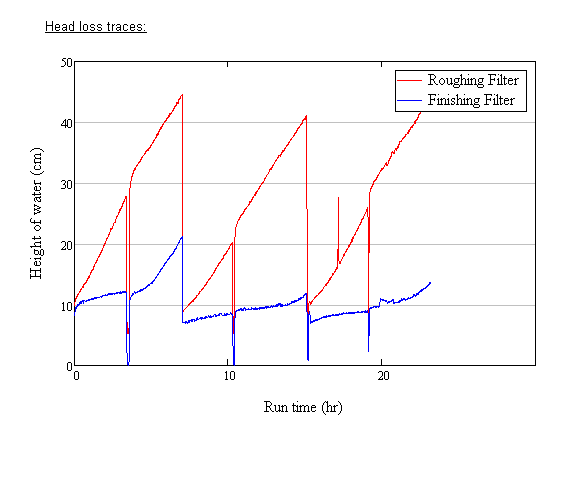 Head loss traces:
50
Roughing Filter
Finishing Filter
40
30
20
10
0
Height of water (cm)
0
10
20
Run time (hr)